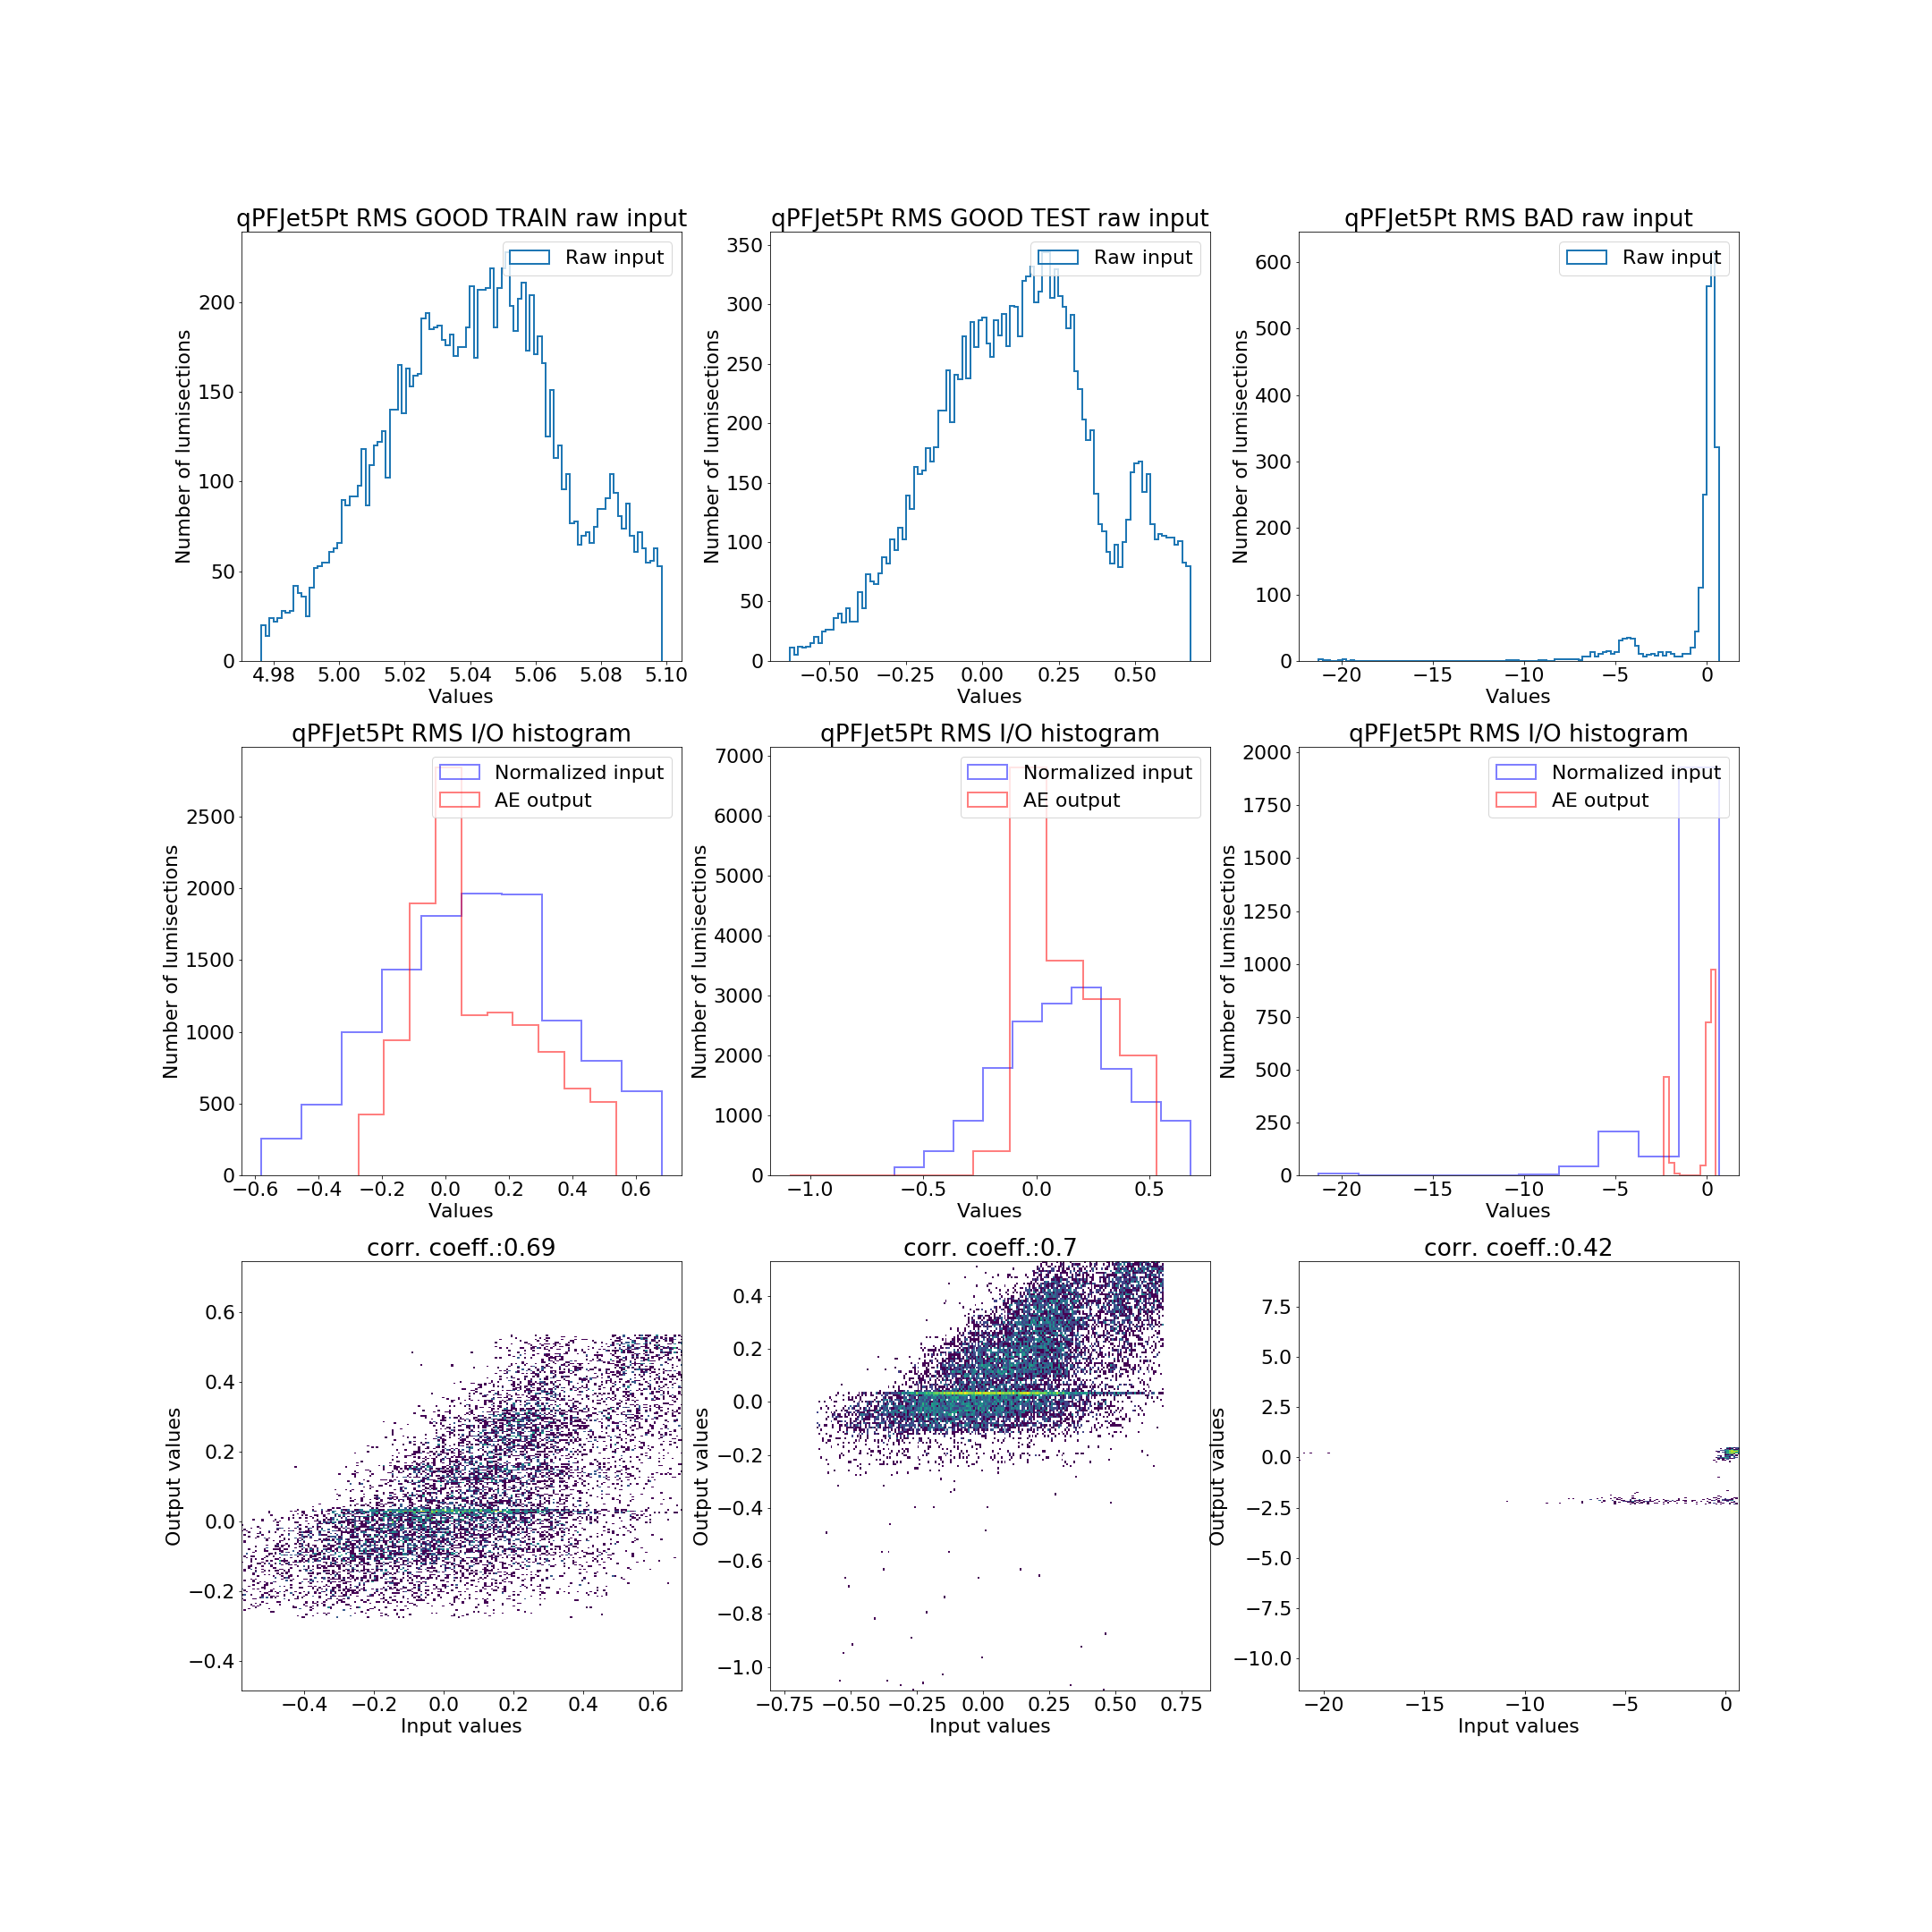 qPFJet5Pt RMS GOOD TRAIN raw input
Raw input
Number of lumisections
0
50
100
150
200
4.98 5.00 5.02 5.04 5.06 5.08 5.10
Values
qPFJet5Pt RMS GOOD TEST raw input
Raw input
Number of lumisections
0
50
100
150
200
250
300
350
−0.50 −0.25 0.00 0.25 0.50
Values
qPFJet5Pt RMS BAD raw input
Raw input
Number of lumisections
0
100
200
300
400
500
600
−20 −15 −10 −5 0
Values
qPFJet5Pt RMS I/O histogram
Normalized input
AE output
Number of lumisections
0
500
1000
1500
2000
2500
−0.6 −0.4 −0.2 0.0 0.2 0.4 0.6
Values
qPFJet5Pt RMS I/O histogram
Normalized input
AE output
Number of lumisections
0
1000
2000
3000
4000
5000
6000
7000
−1.0 −0.5 0.0 0.5
Values
qPFJet5Pt RMS I/O histogram
Normalized input
AE output
Number of lumisections
0
250
500
750
1000
1250
1500
1750
2000
−20 −15 −10 −5 0
Values
corr. coeff.:0.69
Output values
−0.4
−0.2
0.0
0.2
0.4
0.6
−0.4 −0.2 0.0 0.2 0.4 0.6
Input values
corr. coeff.:0.7
Output values
−1.0
−0.8
−0.6
−0.4
−0.2
0.0
0.2
0.4
−0.75 −0.50 −0.25 0.00 0.25 0.50 0.75
Input values
corr. coeff.:0.42
Output values
−10.0
−7.5
−5.0
−2.5
0.0
2.5
5.0
7.5
−20 −15 −10 −5 0
Input values